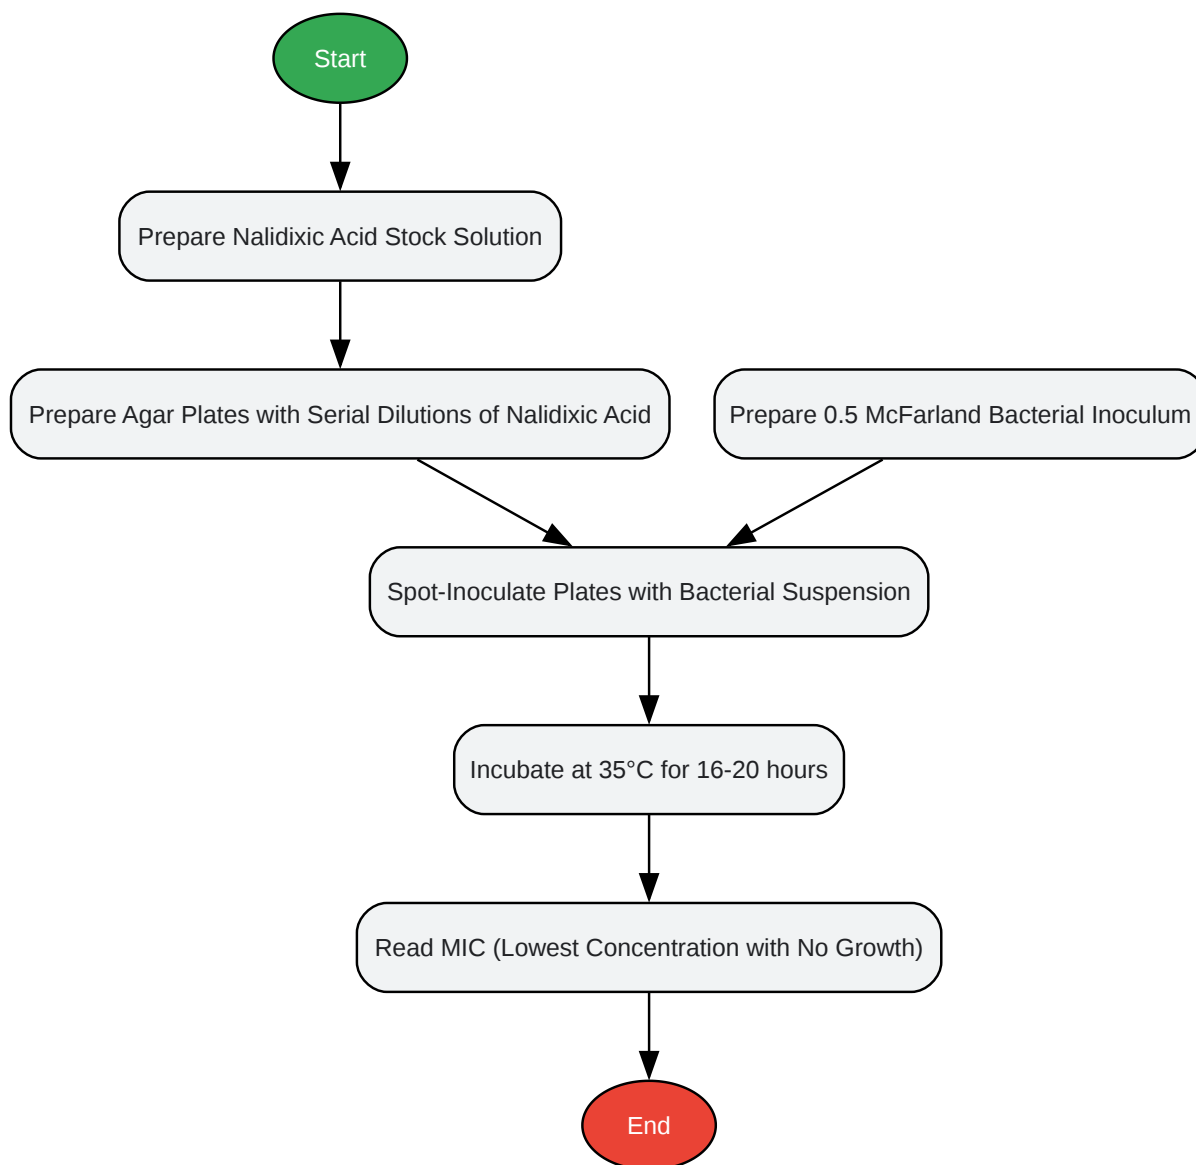 Start
Prepare Nalidixic Acid Stock Solution
Prepare Agar Plates with Serial Dilutions of Nalidixic Acid
Prepare 0.5 McFarland Bacterial Inoculum
Spot-Inoculate Plates with Bacterial Suspension
Incubate at 35°C for 16-20 hours
Read MIC (Lowest Concentration with No Growth)
End